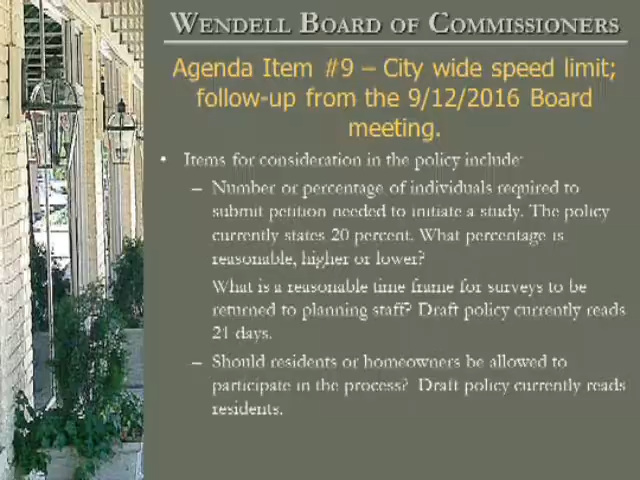 WENDELL BOARD OF COMMISSIONERS
Agenda Item #9 – City wide speed limit;
follow-up from the 9/12/2016 Board
meeting.
• Items for consideration in the policy include:
– Number or percentage of individuals required to
submit petition needed to initiate a study. The policy
currently states 20 percent. What percentage is
reasonable, higher or lower?
What is a reasonable time frame for surveys to be
returned to planning staff? Draft policy currently reads
21 days.
– Should residents or homeowners be allowed to
participate in the process? Draft policy currently reads
residents.